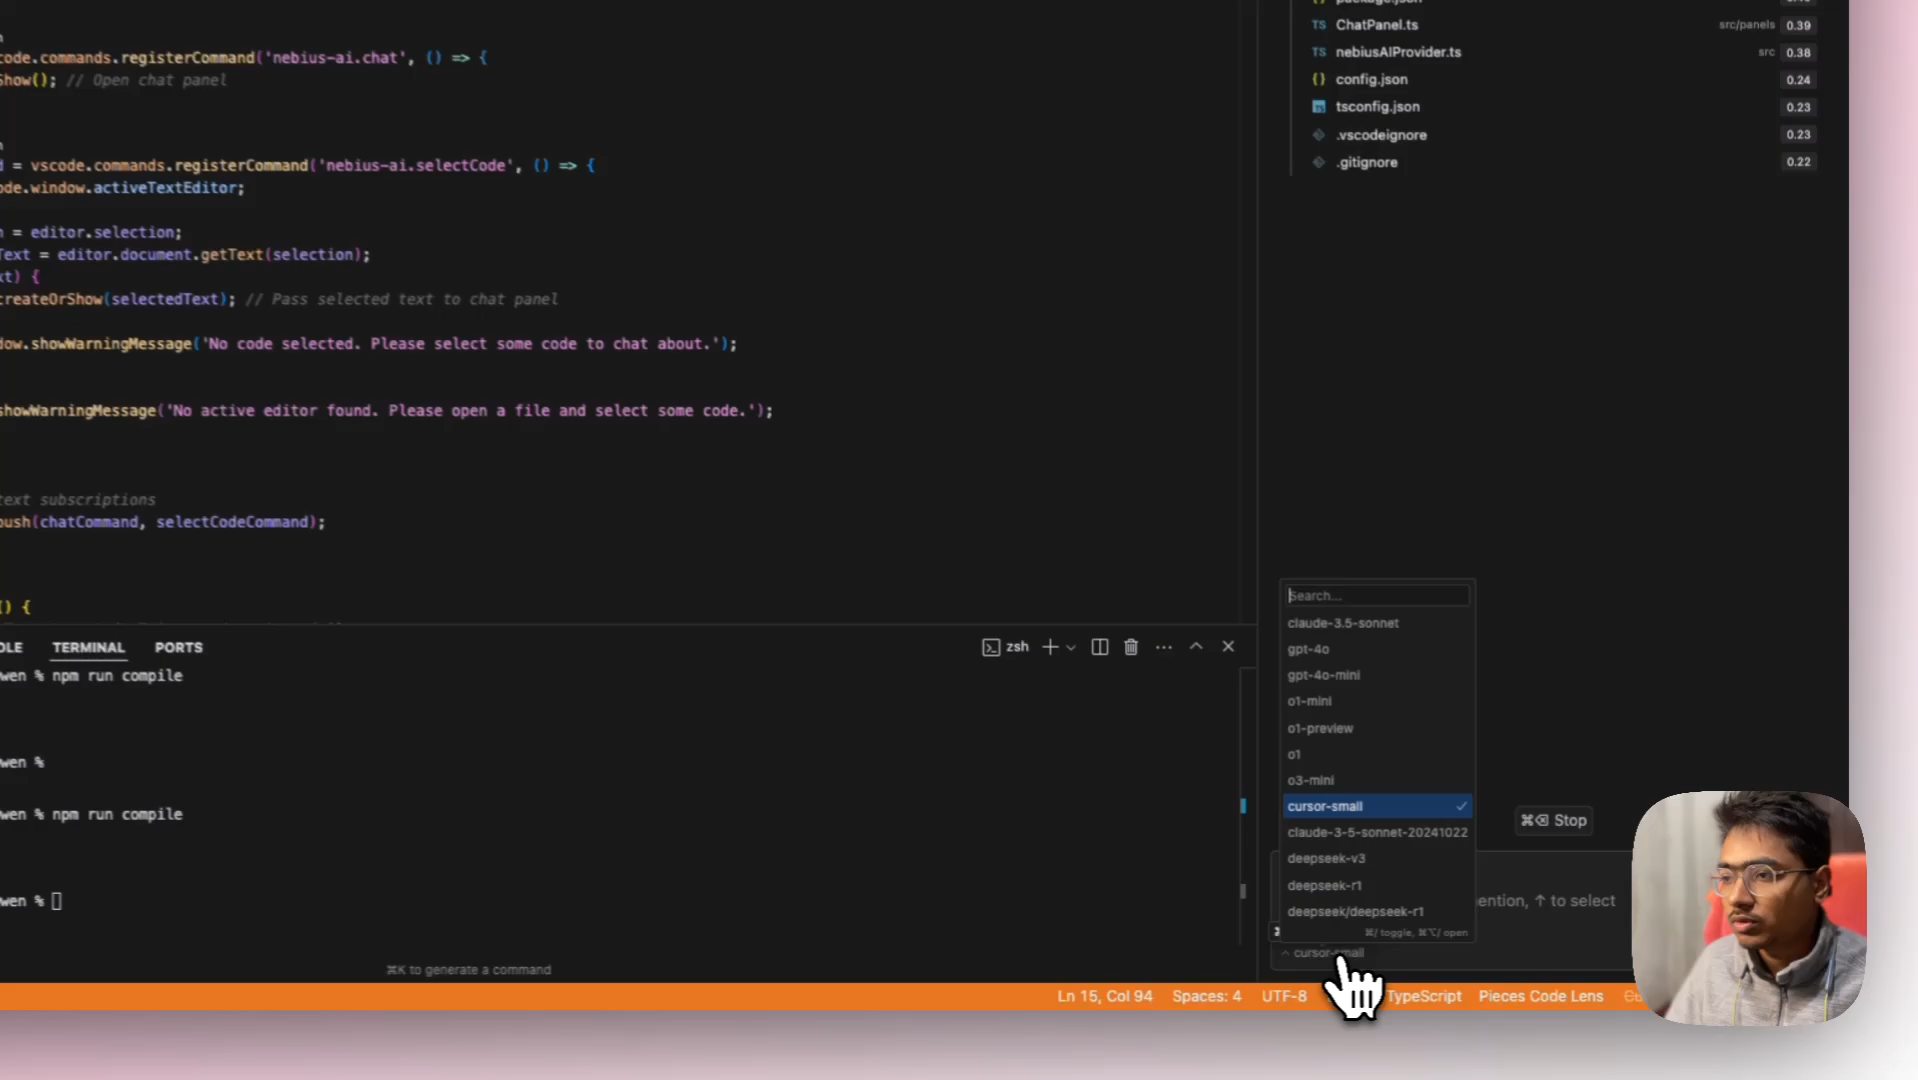 code.commands.registerCommand('nebius-ai.chat', () => {
Show(); // Open chat panel
= vscode.commands.registerCommand('nebius-ai.selectCode', () => {
ode.window.activeTextEditor;
= editor.selection;
Text = editor.document.getText(selection);
xt) {
createOrShow(selectedText); // Pass selected text to chat panel
dow.showWarningMessage('No code selected. Please select some code to chat about.');
showWarningMessage('No active editor found. Please open a file and select some code.');
text subscriptions
push(chatCommand, selectCodeCommand);
() {
OLE TERMINAL PORTS
zsh
wen % npm run compile
wen %
wen % npm run compile
wen %
⌘K to generate a command
TS ChatPanel.ts src/panels 0.39
TS nebiusAIProvider.ts src 0.38
{} config.json 0.24
tsconfig.json 0.23
.vscodeignore 0.23
.gitignore 0.22
Search...
claude-3.5-sonnet
gpt-4o
gpt-4o-mini
o1-mini
o1-preview
o1
o3-mini
cursor-small
claude-3-5-sonnet-20241022
deepseek-v3
deepseek-r1
deepseek/deepseek-r1
⌘/ toggle, ⌘⌥/ open
⌘⌫ Stop
ention, ↑ to select
cursor-small
Ln 15, Col 94 Spaces: 4 UTF-8 TypeScript Pieces Code Lens